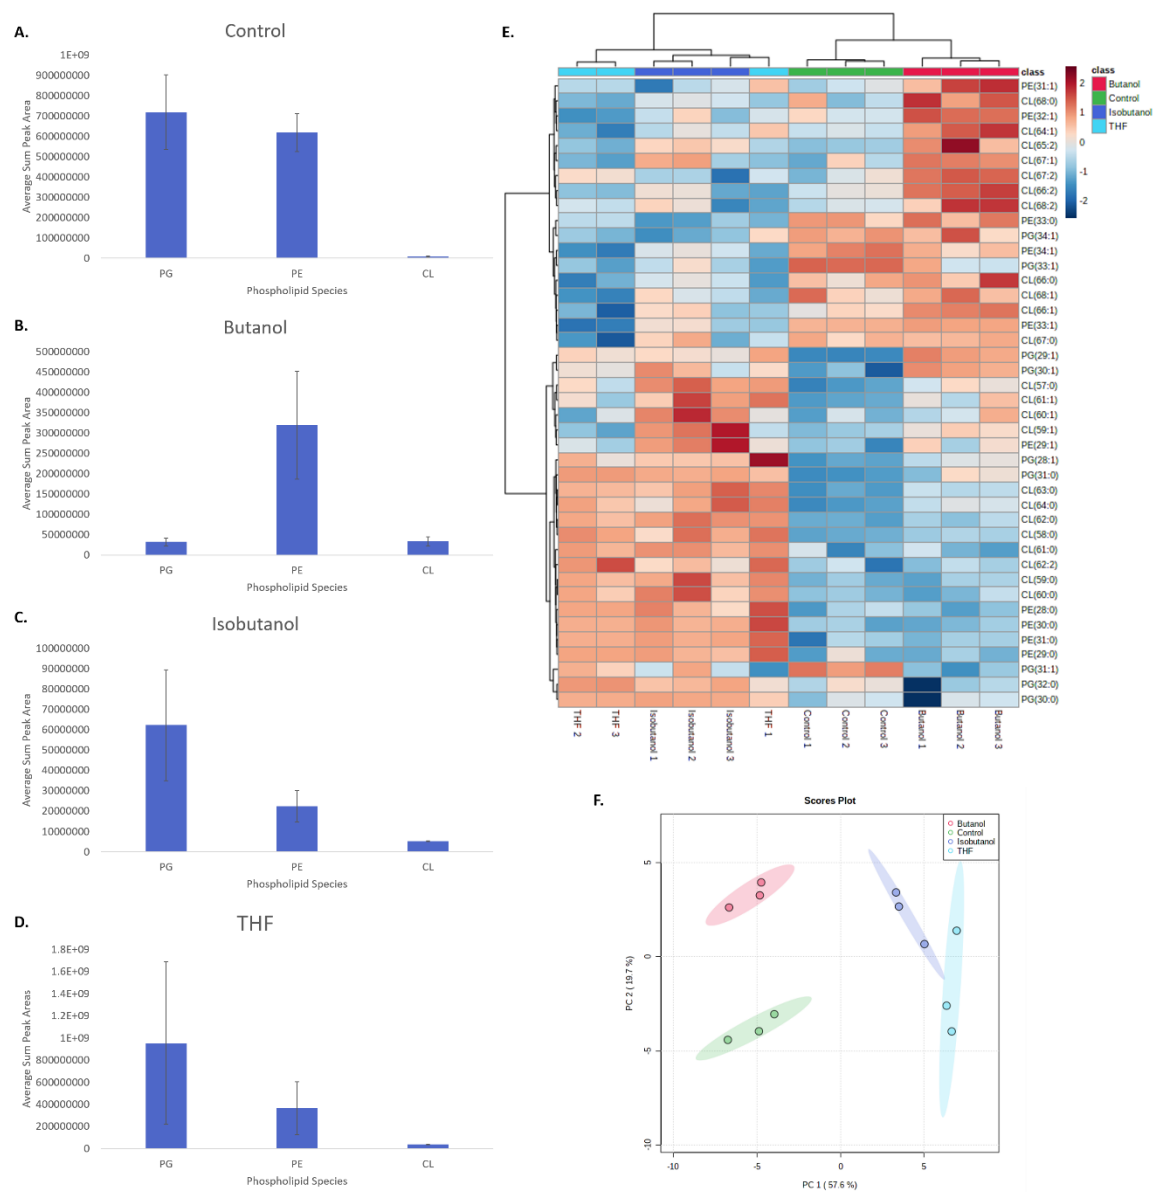 A.
Control
Average Sum Peak Area
1E+09
900000000
800000000
700000000
600000000
500000000
400000000
300000000
200000000
100000000
0
PG PE CL
Phospholipid Species
B.
Butanol
Average Sum Peak Area
500000000
450000000
400000000
350000000
300000000
250000000
200000000
150000000
100000000
50000000
0
PG PE CL
Phospholipid Species
C.
Isobutanol
Average Sum Peak Area
100000000
90000000
80000000
70000000
60000000
50000000
40000000
30000000
20000000
10000000
0
PG PE CL
Phospholipid Species
D.
THF
Average Sum Peak Areas
1.8E+09
1.6E+09
1.4E+09
1.2E+09
1E+09
800000000
600000000
400000000
200000000
0
PG PE CL
Phospholipid Species
E.
class
PE(31:1)
CL(68:0)
PE(32:1)
CL(64:1)
CL(65:2)
CL(67:1)
CL(67:2)
CL(66:2)
CL(68:2)
PE(33:0)
PG(34:1)
PE(34:1)
PG(33:1)
CL(66:0)
CL(68:1)
CL(66:1)
PE(33:1)
CL(67:0)
PG(29:1)
PG(30:1)
CL(57:0)
CL(61:1)
CL(60:1)
CL(59:1)
PE(29:1)
PG(28:1)
PG(31:0)
CL(63:0)
CL(64:0)
CL(62:0)
CL(58:0)
CL(61:0)
CL(62:2)
CL(59:0)
CL(60:0)
PE(28:0)
PE(30:0)
PE(31:0)
PE(29:0)
PG(31:1)
PG(32:0)
PG(30:0)
THF 2
THF 3
Isobutanol 1
Isobutanol 2
Isobutanol 3
THF 1
Control 1
Control 2
Control 3
Butanol 1
Butanol 2
Butanol 3
2
1
0
-1
-2
class
Butanol
Control
Isobutanol
THF
F.
Scores Plot
Butanol
Control
Isobutanol
THF
PC 2 ( 19.7 %)
5
0
-5
-10
-10 -5 0 5
PC 1 ( 57.6 %)